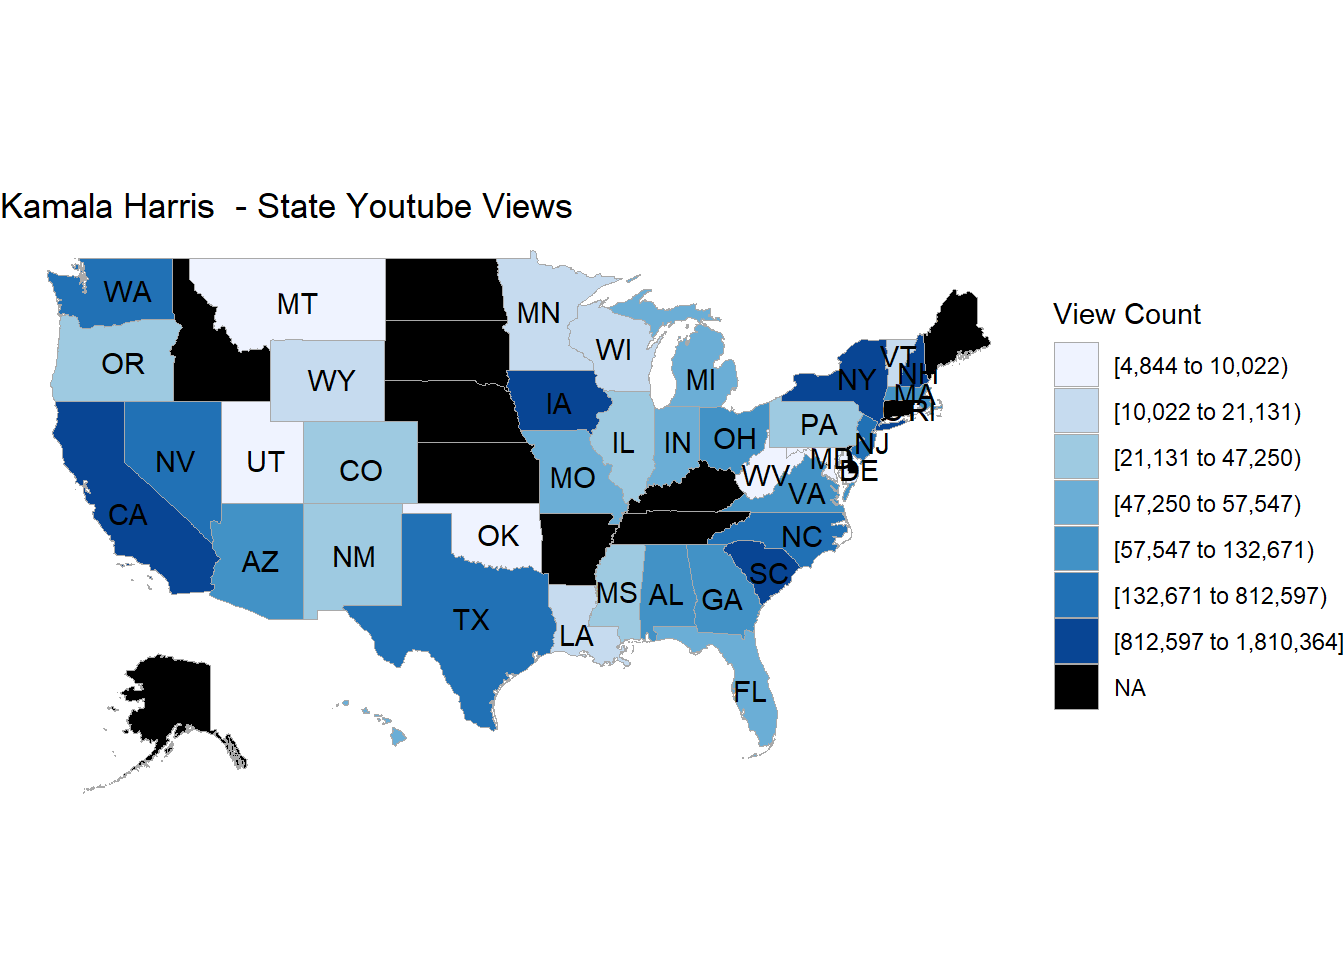 Kamala Harris  - State Youtube Views
WA
MT
MN
OR
WI
VT
NH
WY
MI
NY
MA
IA
RI
PA
NV
UT
CO
IL
IN
OH
NJ
MD
DE
MO
WV
VA
CA
OK
NC
AZ
NM
SC
MS
AL
GA
TX
LA
FL
View Count
[4,844 to 10,022)
[10,022 to 21,131)
[21,131 to 47,250)
[47,250 to 57,547)
[57,547 to 132,671)
[132,671 to 812,597)
[812,597 to 1,810,364]
NA